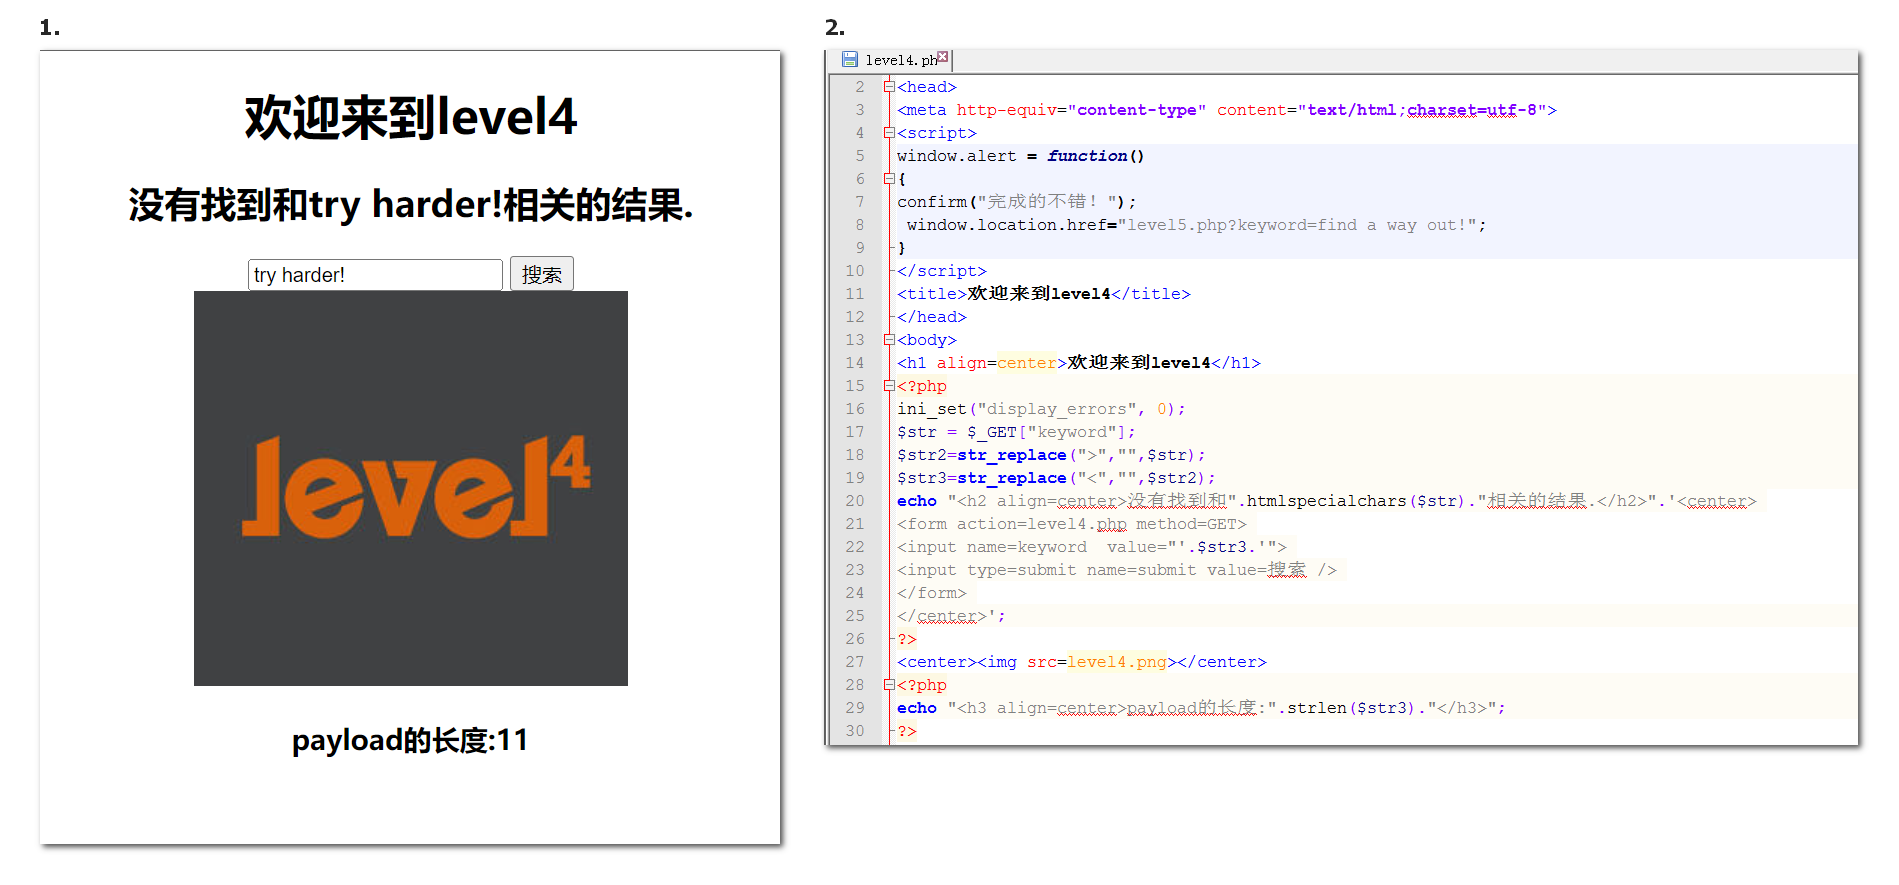 1.
欢迎来到level4
没有找到和try harder!相关的结果.
try harder! 搜索
level4
payload的长度:11
2.
level4.ph
2 <head>
3 <meta http-equiv="content-type" content="text/html;charset=utf-8">
4 <script>
5 window.alert = function()
6 {
7 confirm("完成的不错！");
8 window.location.href="level5.php?keyword=find a way out!";
9 }
10 </script>
11 <title>欢迎来到level4</title>
12 </head>
13 <body>
14 <h1 align=center>欢迎来到level4</h1>
15 <?php
16 ini_set("display_errors", 0);
17 $str = $_GET["keyword"];
18 $str2=str_replace(">","",$str);
19 $str3=str_replace("<","",$str2);
20 echo "<h2 align=center>没有找到和".htmlspecialchars($str)."相关的结果.</h2>".'<center>
21 <form action=level4.php method=GET>
22 <input name=keyword  value="'.$str3.'">
23 <input type=submit name=submit value=搜索 />
24 </form>
25 </center>';
26 ?>
27 <center><img src=level4.png></center>
28 <?php
29 echo "<h3 align=center>payload的长度:".strlen($str3)."</h3>";
30 ?>